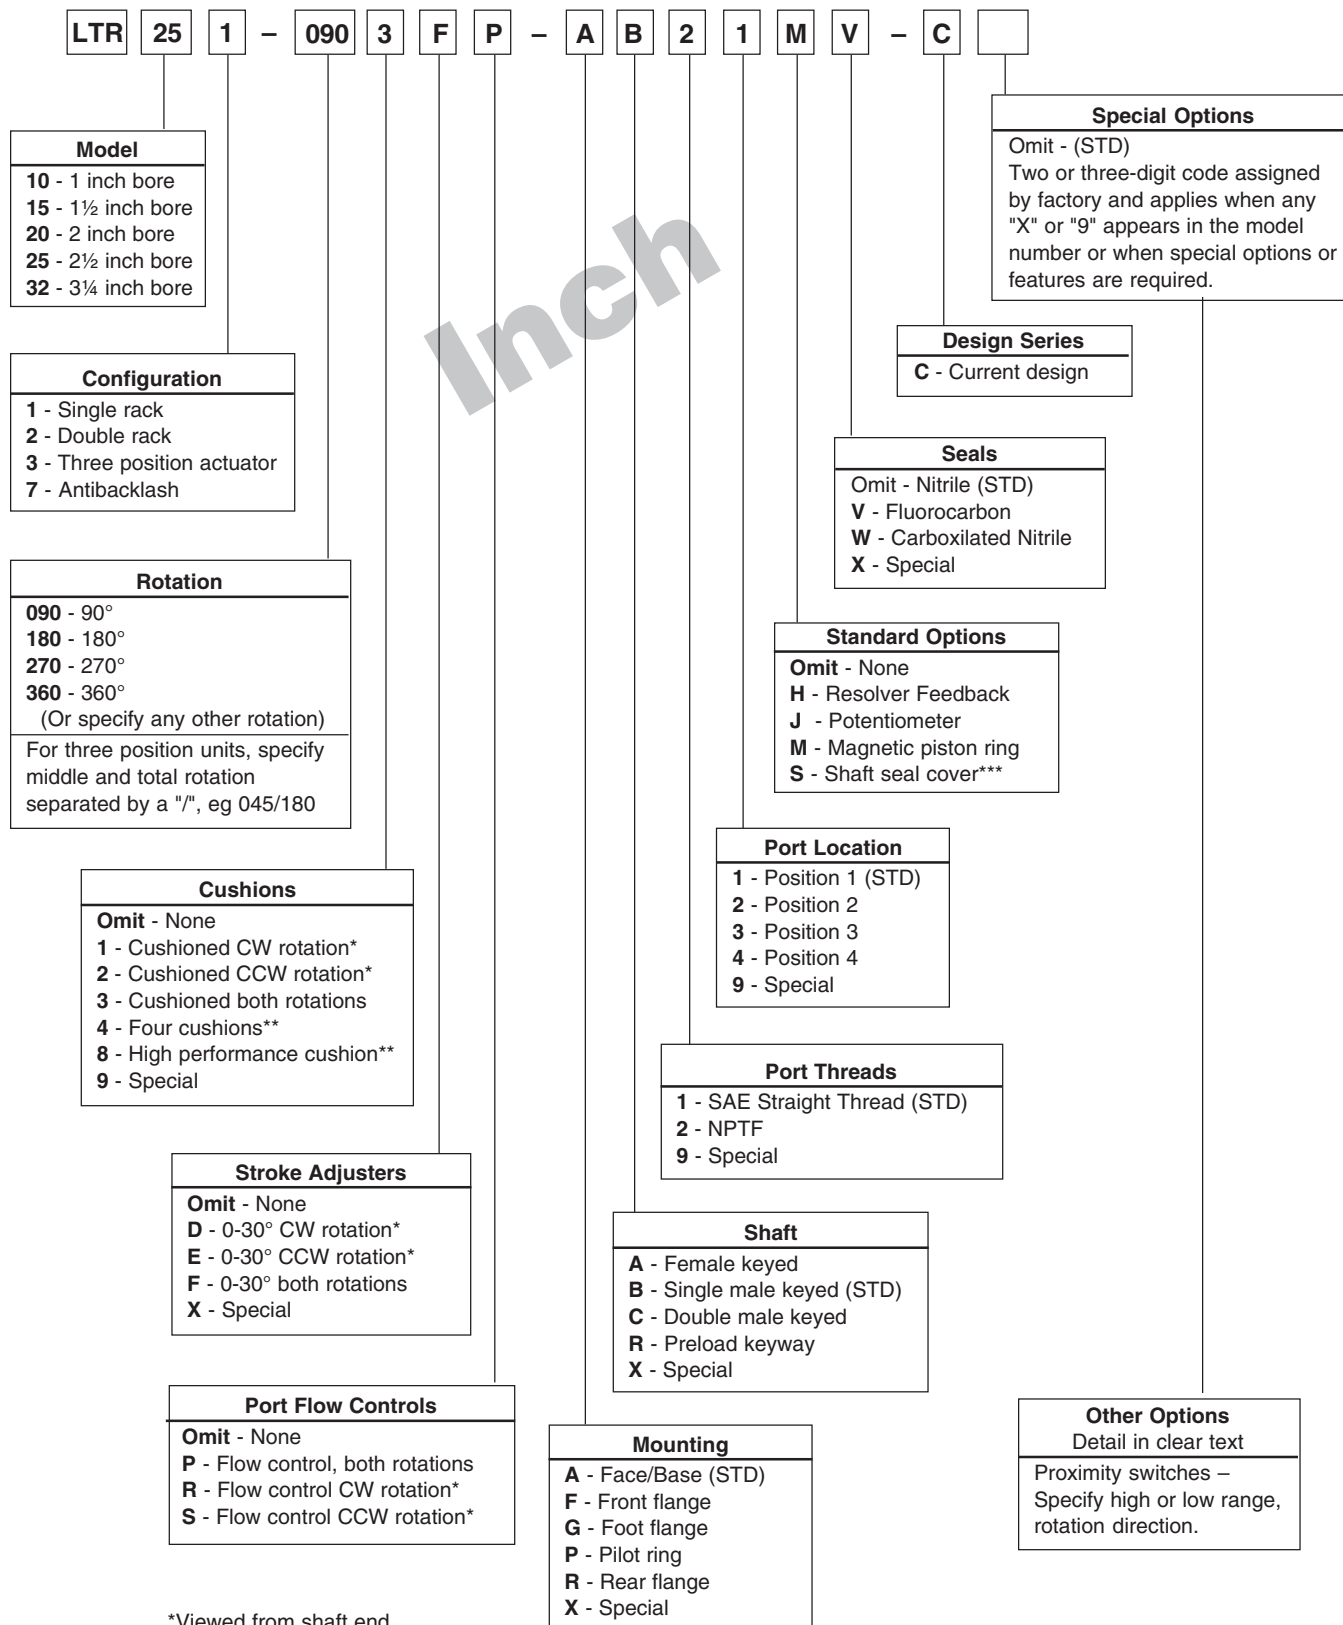 LTR 25 1 – 090 3 F P – A B 2 1 M V – C
Model
10 - 1 inch bore
15 - 1½ inch bore
20 - 2 inch bore
25 - 2½ inch bore
32 - 3¼ inch bore
Special Options
Omit - (STD)
Two or three-digit code assigned
by factory and applies when any
"X" or "9" appears in the model
number or when special options or
features are required.
Inch
Configuration
1 - Single rack
2 - Double rack
3 - Three position actuator
7 - Antibacklash
Design Series
C - Current design
Seals
Omit - Nitrile (STD)
V - Fluorocarbon
W - Carboxilated Nitrile
X - Special
Rotation
090 - 90°
180 - 180°
270 - 270°
360 - 360°
(Or specify any other rotation)
For three position units, specify
middle and total rotation
separated by a "/", eg 045/180
Standard Options
Omit - None
H - Resolver Feedback
J - Potentiometer
M - Magnetic piston ring
S - Shaft seal cover***
Port Location
1 - Position 1 (STD)
2 - Position 2
3 - Position 3
4 - Position 4
9 - Special
Cushions
Omit - None
1 - Cushioned CW rotation*
2 - Cushioned CCW rotation*
3 - Cushioned both rotations
4 - Four cushions**
8 - High performance cushion**
9 - Special
Port Threads
1 - SAE Straight Thread (STD)
2 - NPTF
9 - Special
Stroke Adjusters
Omit - None
D - 0-30° CW rotation*
E - 0-30° CCW rotation*
F - 0-30° both rotations
X - Special
Shaft
A - Female keyed
B - Single male keyed (STD)
C - Double male keyed
R - Preload keyway
X - Special
Port Flow Controls
Omit - None
P - Flow control, both rotations
R - Flow control CW rotation*
S - Flow control CCW rotation*
Mounting
A - Face/Base (STD)
F - Front flange
G - Foot flange
P - Pilot ring
R - Rear flange
X - Special
Other Options
Detail in clear text
Proximity switches –
Specify high or low range,
rotation direction.
*Viewed from shaft end